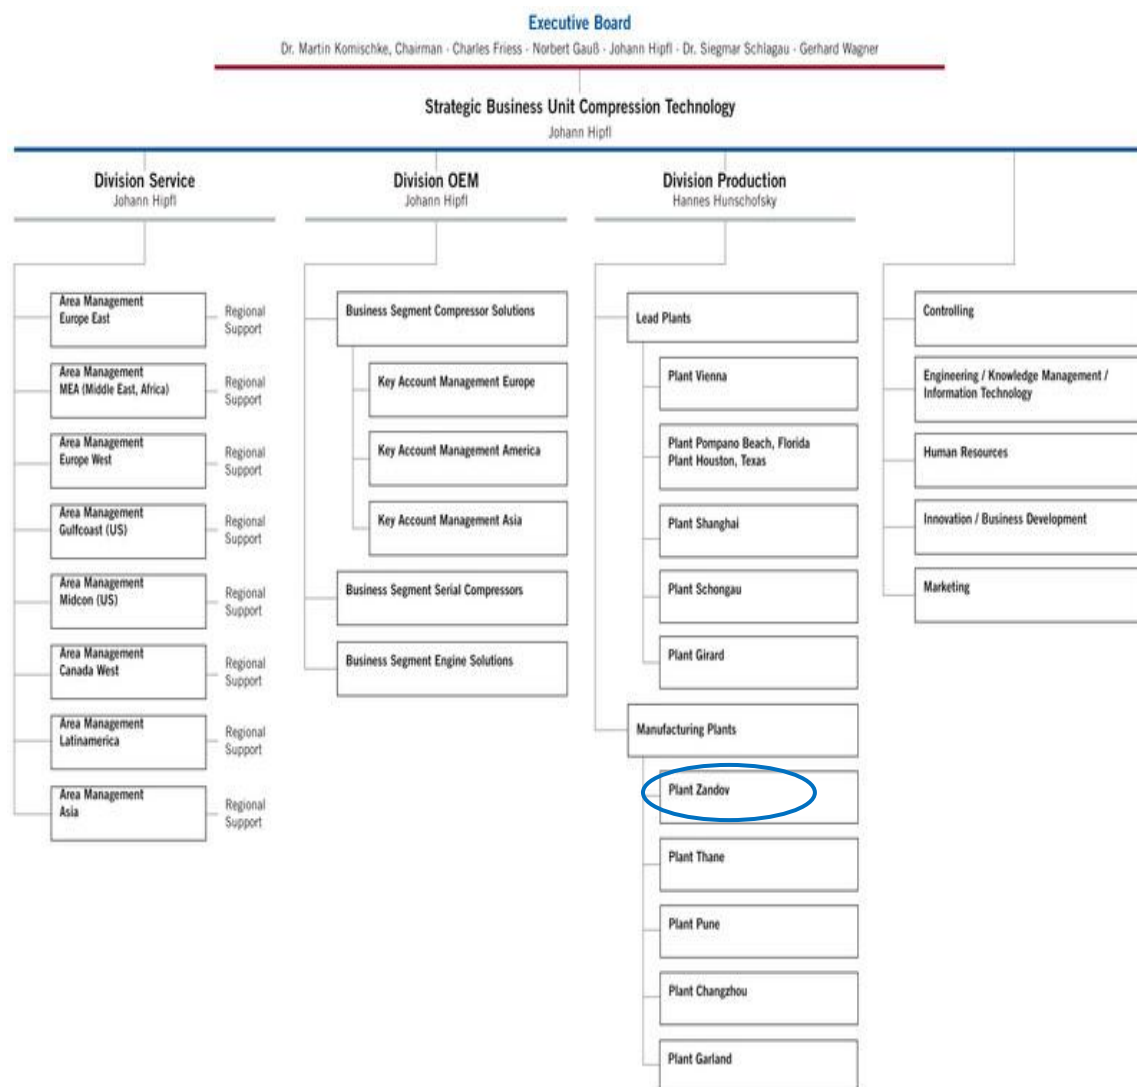 Executive Board
Dr. Martin Komischke, Chairman - Charles Friess - Norbert Gauß - Johann Hipfl - Dr. Siegmar Schlagau - Gerhard Wagner
Strategic Business Unit Compression Technology
Johann Hipfl
Division Service
Johann Hipfl
Area Management
Europe East
Regional
Support
Area Management
MEA (Middle East, Africa)
Regional
Support
Area Management
Europe West
Regional
Support
Area Management
Gulfcoast (US)
Regional
Support
Area Management
Midcon (US)
Regional
Support
Area Management
Canada West
Regional
Support
Area Management
Latinamerica
Regional
Support
Area Management
Asia
Regional
Support
Division OEM
Johann Hipfl
Business Segment Compressor Solutions
Key Account Management Europe
Key Account Management America
Key Account Management Asia
Business Segment Serial Compressors
Business Segment Engine Solutions
Division Production
Hannes Hunschofsky
Lead Plants
Plant Vienna
Plant Pompano Beach, Florida
Plant Houston, Texas
Plant Shanghai
Plant Schongau
Plant Girard
Manufacturing Plants
Plant Zandov
Plant Thane
Plant Pune
Plant Changzhou
Plant Garland
Controlling
Engineering / Knowledge Management /
Information Technology
Human Resources
Innovation / Business Development
Marketing